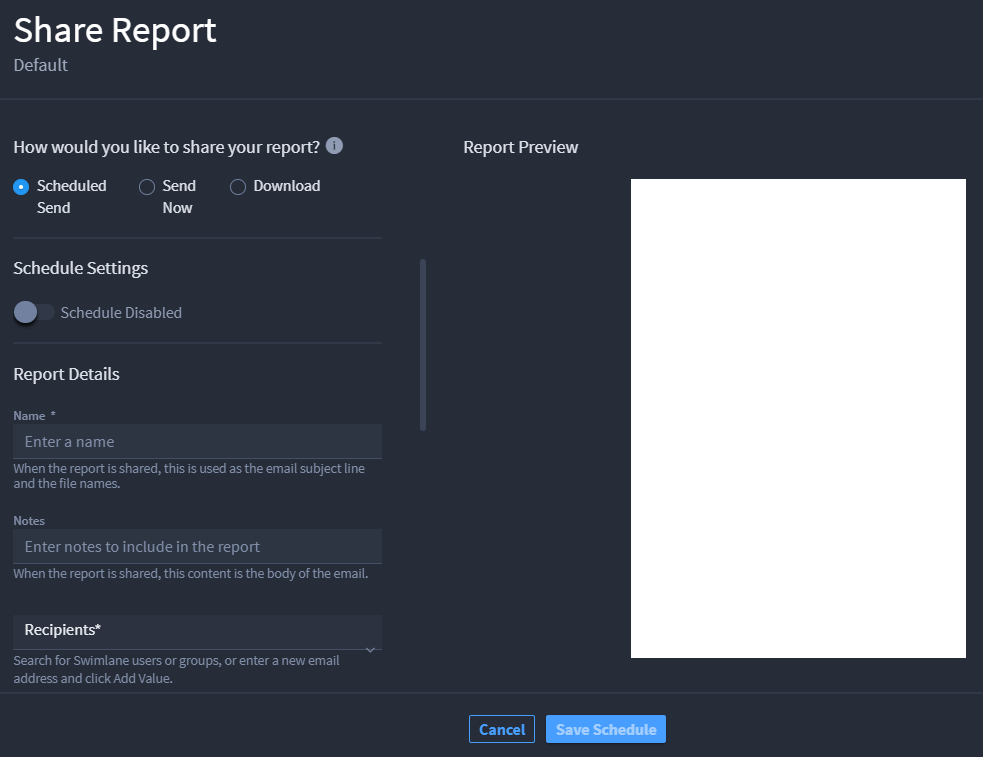 Share Report
Default
How would you like to share your report? i
Report Preview
Scheduled
Send
Send
Now
Download
Schedule Settings
Schedule Disabled
Report Details
Name *
Enter a name
When the report is shared, this is used as the email subject line
and the file names.
Notes
Enter notes to include in the report
When the report is shared, this content is the body of the email.
Recipients*
Search for Swimlane users or groups, or enter a new email
address and click Add Value.
Cancel
Save Schedule